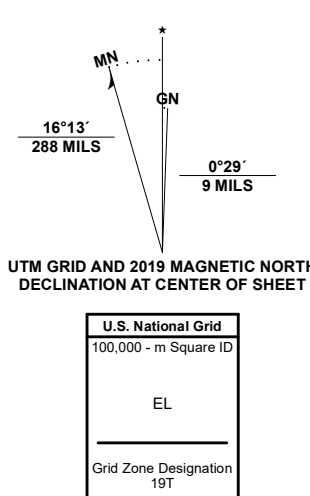 ★
MN
GN
16°13´
288 MILS
0°29´
9 MILS
UTM GRID AND 2019 MAGNETIC NORTH
DECLINATION AT CENTER OF SHEET
U.S. National Grid
100,000 - m Square ID
EL
Grid Zone Designation
19T